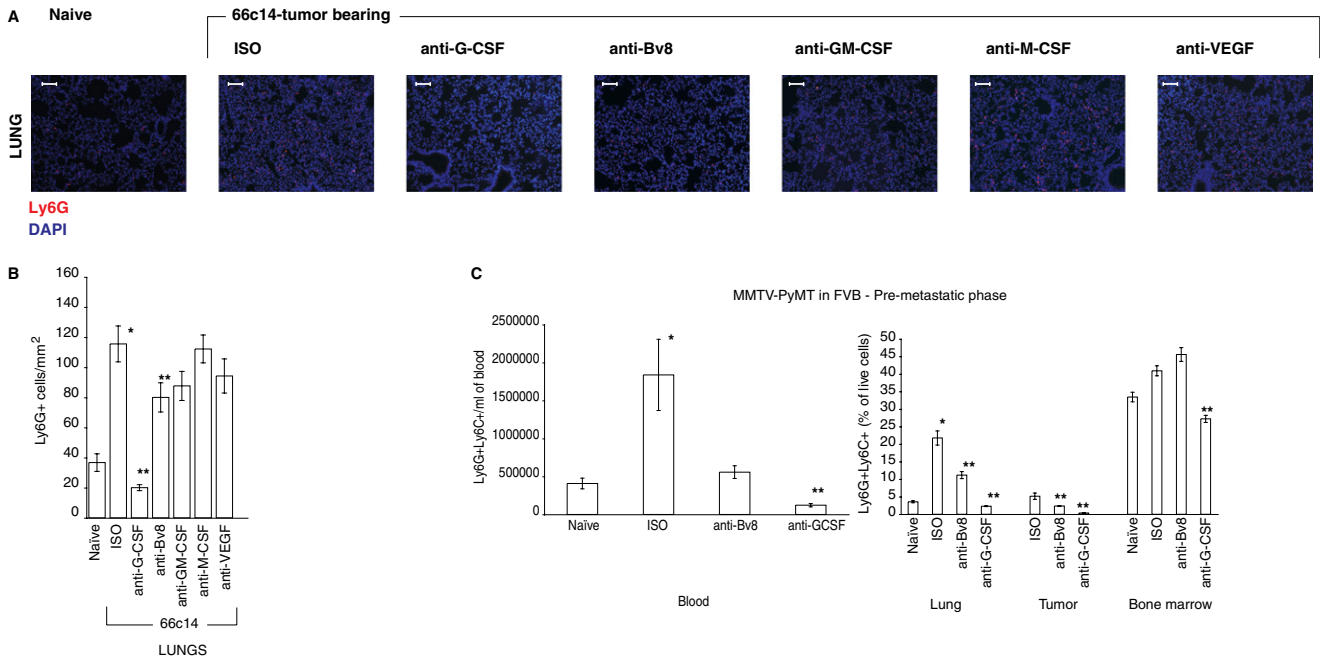 A
Naive
66c14-tumor bearing
ISO
anti-G-CSF
anti-Bv8
anti-GM-CSF
anti-M-CSF
anti-VEGF
LUNG
Ly6G
DAPI
B
Ly6G+ cells/mm²
160
140
120
100
80
60
40
20
0
*
**
**
Naïve
ISO
anti-G-CSF
anti-Bv8
anti-GM-CSF
anti-M-CSF
anti-VEGF
66c14
LUNGS
C
MMTV-PyMT in FVB - Pre-metastatic phase
Ly6G+Ly6C+/ml of blood
2500000
2000000
1500000
1000000
500000
0
*
**
Naïve
ISO
anti-Bv8
anti-GCSF
Blood
Ly6G+Ly6C+ (% of live cells)
50
45
40
35
30
25
20
15
10
5
0
*
**
**
**
**
**
Naïve
ISO
anti-Bv8
anti-G-CSF
ISO
anti-Bv8
anti-G-CSF
Naïve
ISO
anti-Bv8
anti-G-CSF
Lung
Tumor
Bone marrow